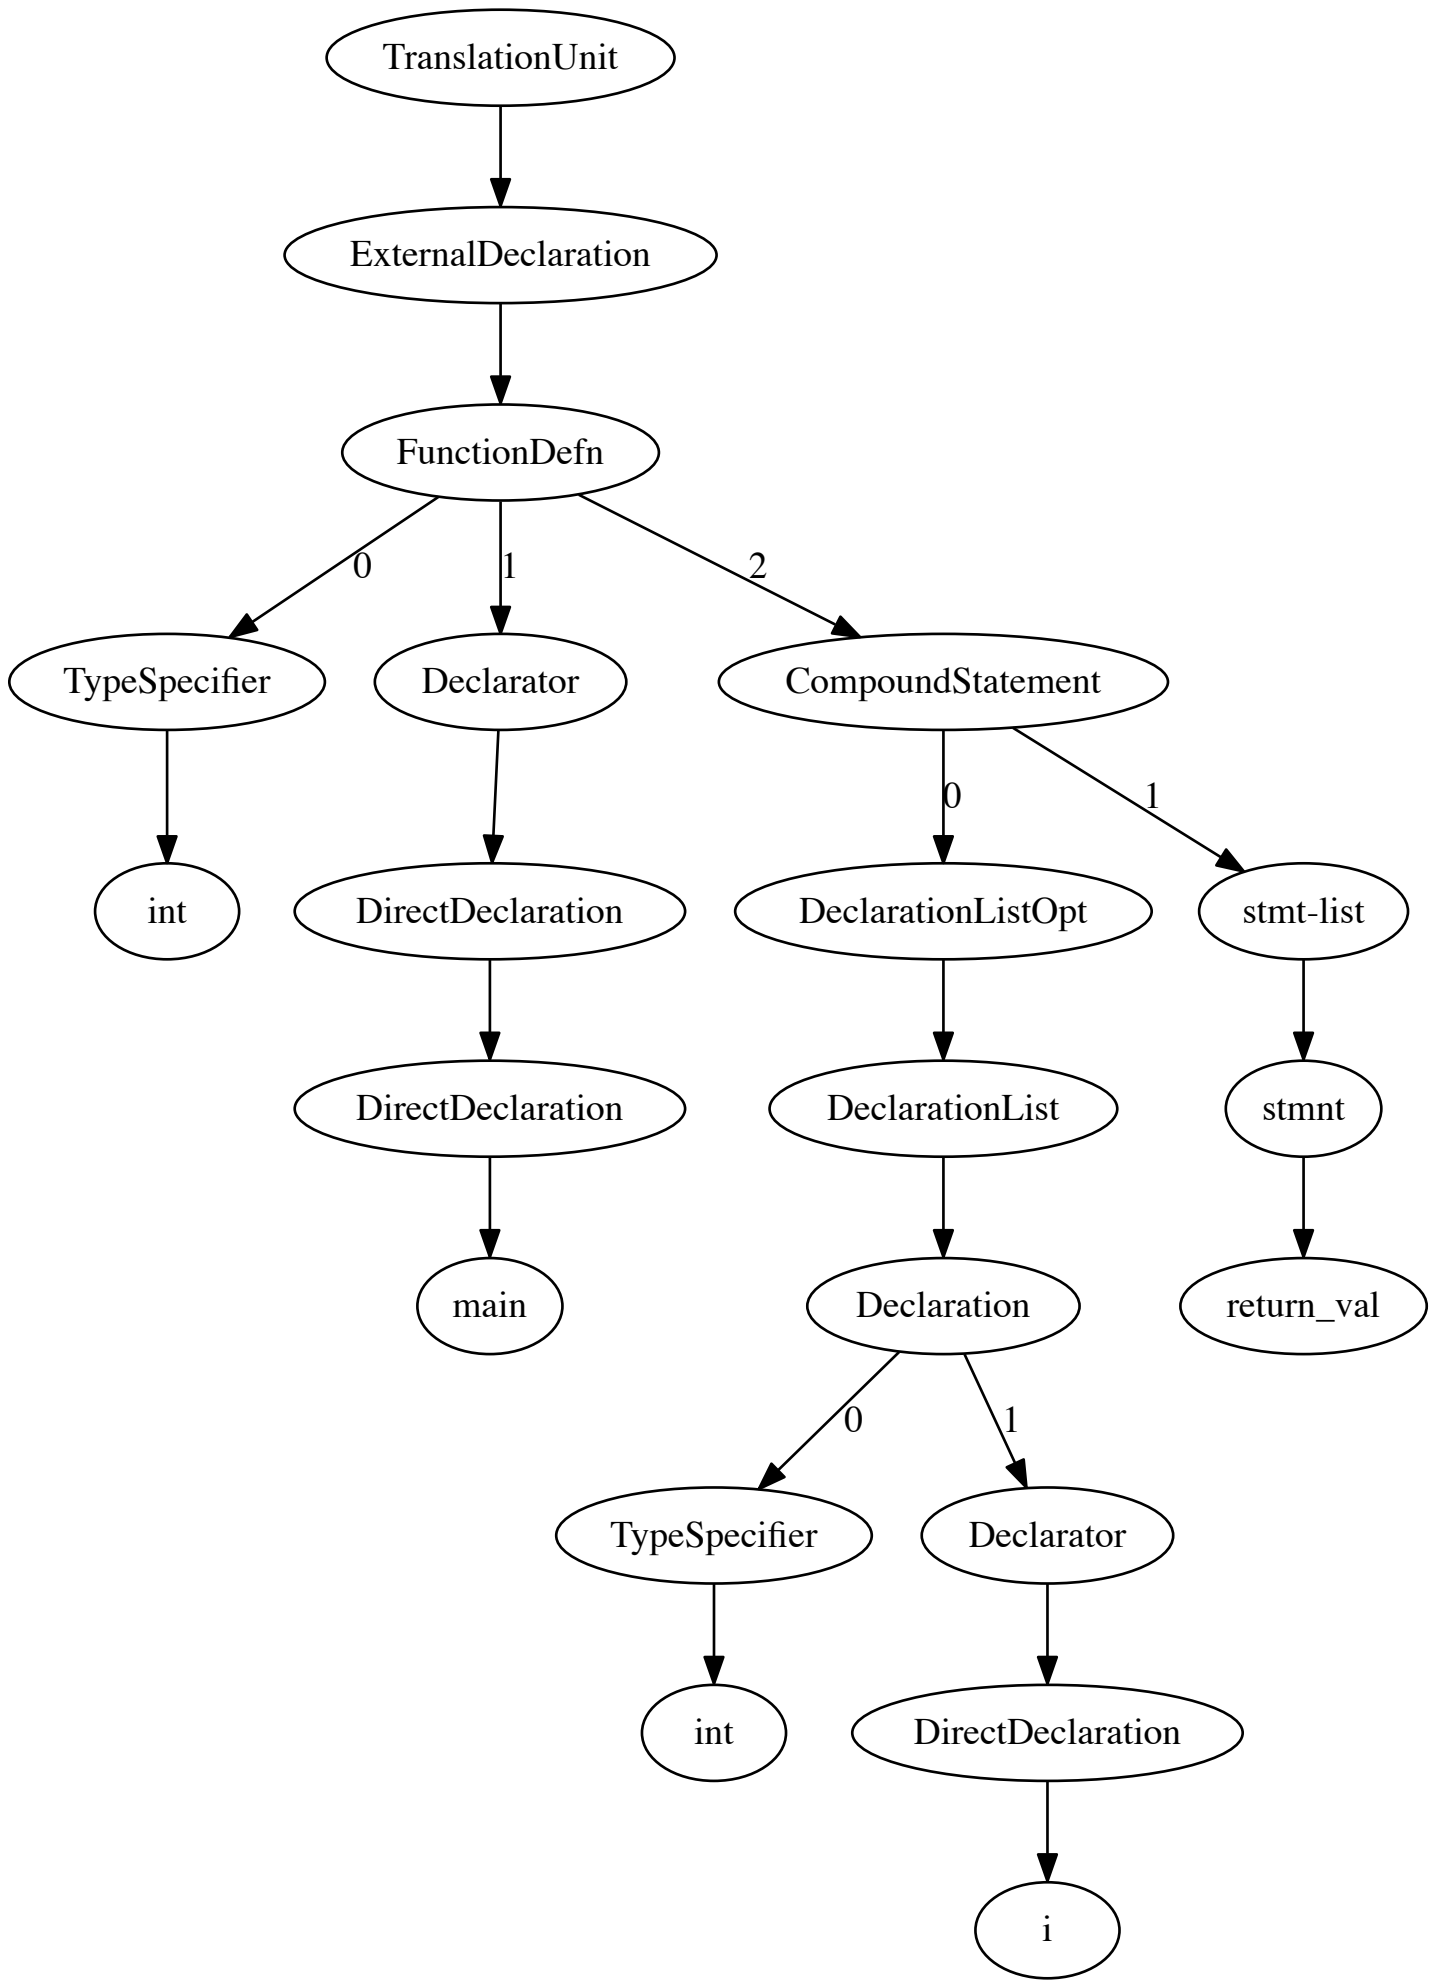 TranslationUnit
ExternalDeclaration
FunctionDefn
0
1
2
TypeSpecifier
Declarator
CompoundStatement
0
1
int
DirectDeclaration
DeclarationListOpt
stmt-list
DirectDeclaration
DeclarationList
stmnt
main
Declaration
return_val
0
1
TypeSpecifier
Declarator
int
DirectDeclaration
i